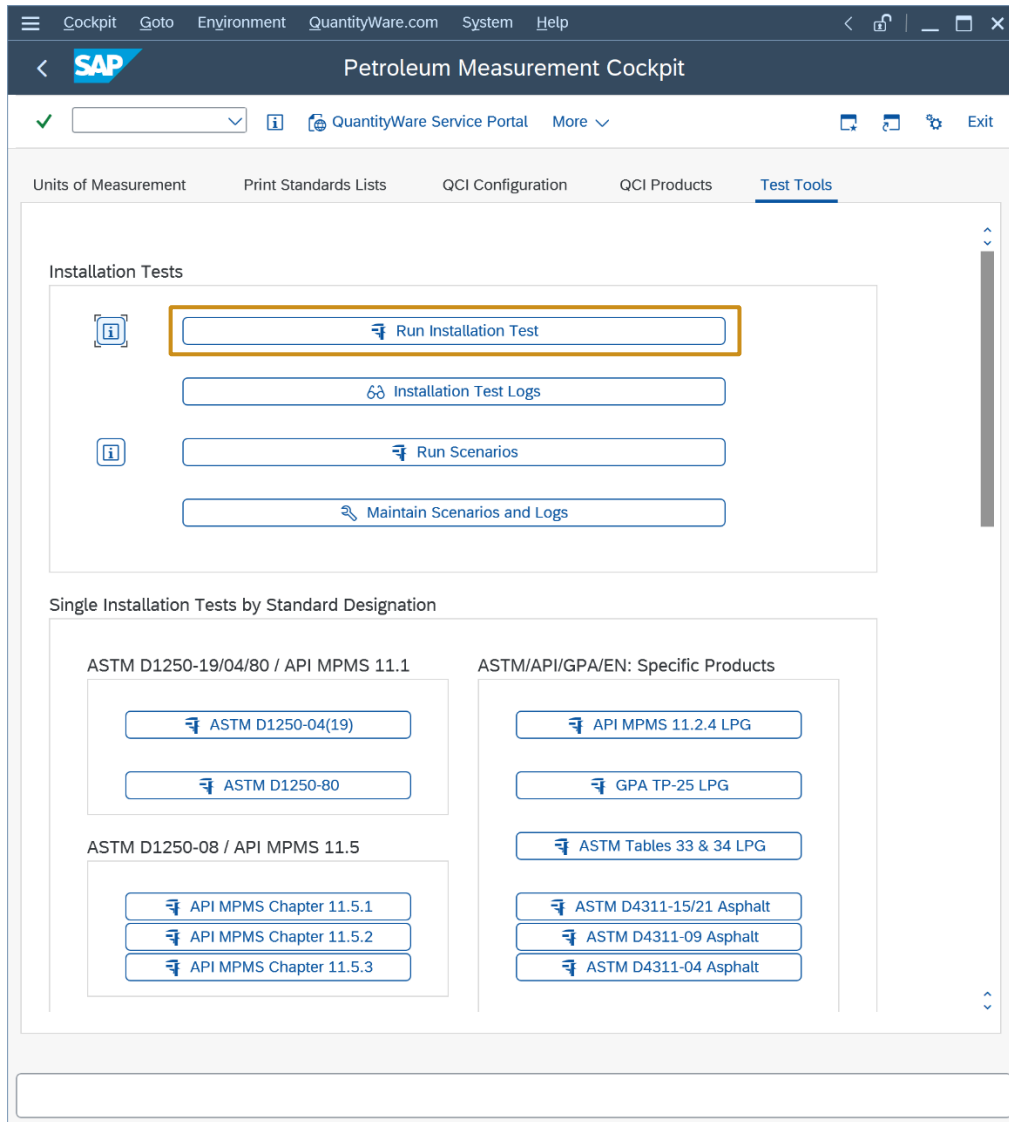 Cockpit Goto Environment QuantityWare.com System Help
SAP Petroleum Measurement Cockpit
QuantityWare Service Portal More Exit
Units of Measurement Print Standards Lists QCI Configuration QCI Products Test Tools
Installation Tests
Run Installation Test
Installation Test Logs
Run Scenarios
Maintain Scenarios and Logs
Single Installation Tests by Standard Designation
ASTM D1250-19/04/80 / API MPMS 11.1
ASTM D1250-04(19)
ASTM D1250-80
ASTM D1250-08 / API MPMS 11.5
API MPMS Chapter 11.5.1
API MPMS Chapter 11.5.2
API MPMS Chapter 11.5.3
ASTM/API/GPA/EN: Specific Products
API MPMS 11.2.4 LPG
GPA TP-25 LPG
ASTM Tables 33 & 34 LPG
ASTM D4311-15/21 Asphalt
ASTM D4311-09 Asphalt
ASTM D4311-04 Asphalt